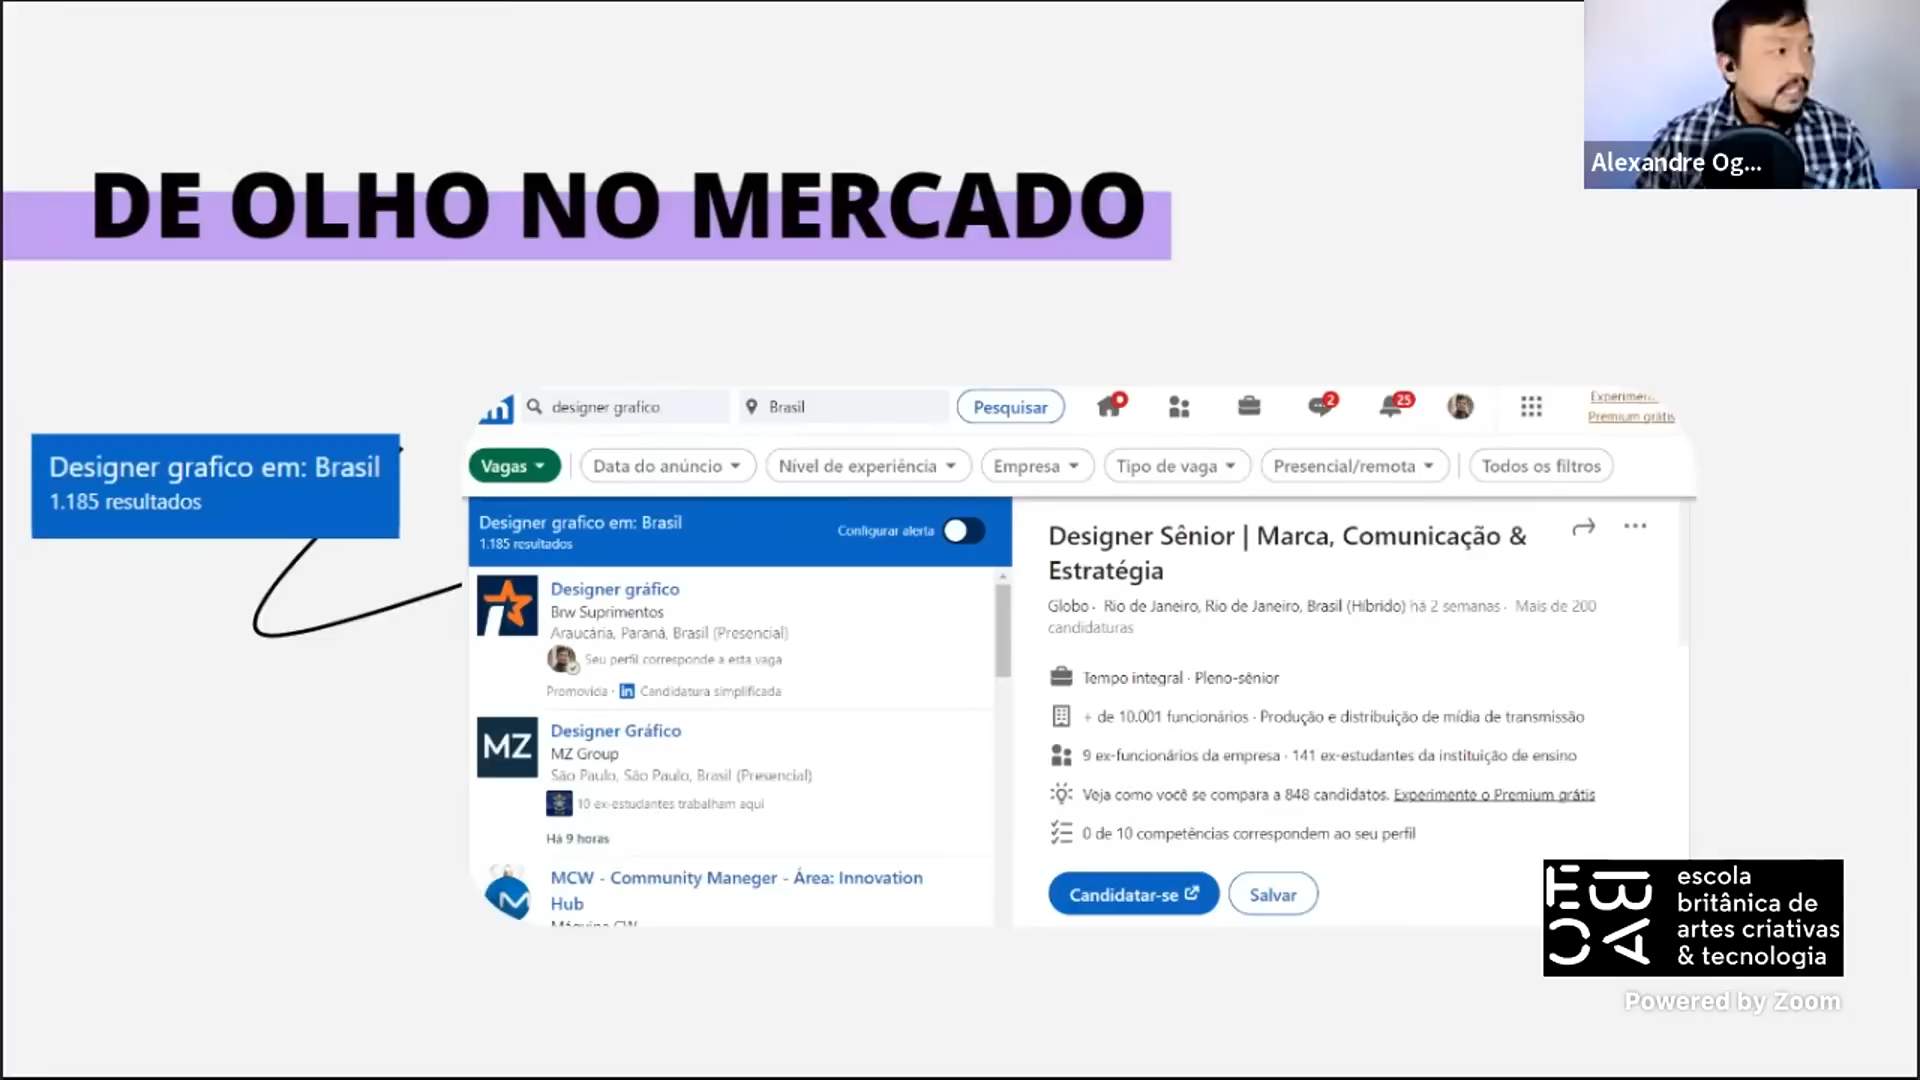 Alexandre Og...
DE OLHO NO MERCADO
Designer grafico em: Brasil
1.185 resultados
designer grafico
Brasil
Pesquisar
2
25
Experimen
Premium grátis
Vagas
Data do anúncio
Nível de experiência
Empresa
Tipo de vaga
Presencial/remota
Todos os filtros
Designer grafico em: Brasil
1.185 resultados
Configurar alerta
Designer gráfico
Brw Suprimentos
Araucária, Paraná, Brasil (Presencial)
Seu perfil corresponde a esta vaga
Promovida · in Candidatura simplificada
MZ
Designer Gráfico
MZ Group
São Paulo, São Paulo, Brasil (Presencial)
10 ex-estudantes trabalham aqui
Há 9 horas
MCW - Community Maneger - Área: Innovation
Hub
Designer Sênior | Marca, Comunicação &
Estratégia
Globo · Rio de Janeiro, Rio de Janeiro, Brasil (Híbrido) há 2 semanas · Mais de 200
candidaturas
Tempo integral · Pleno-sênior
+ de 10.001 funcionários · Produção e distribuição de mídia de transmissão
9 ex-funcionários da empresa · 141 ex-estudantes da instituição de ensino
Veja como você se compara a 848 candidatos. Experimente o Premium grátis
0 de 10 competências correspondem ao seu perfil
Candidatar-se
Salvar
EBAC
escola
britânica de
artes criativas
& tecnologia
Powered by Zoom